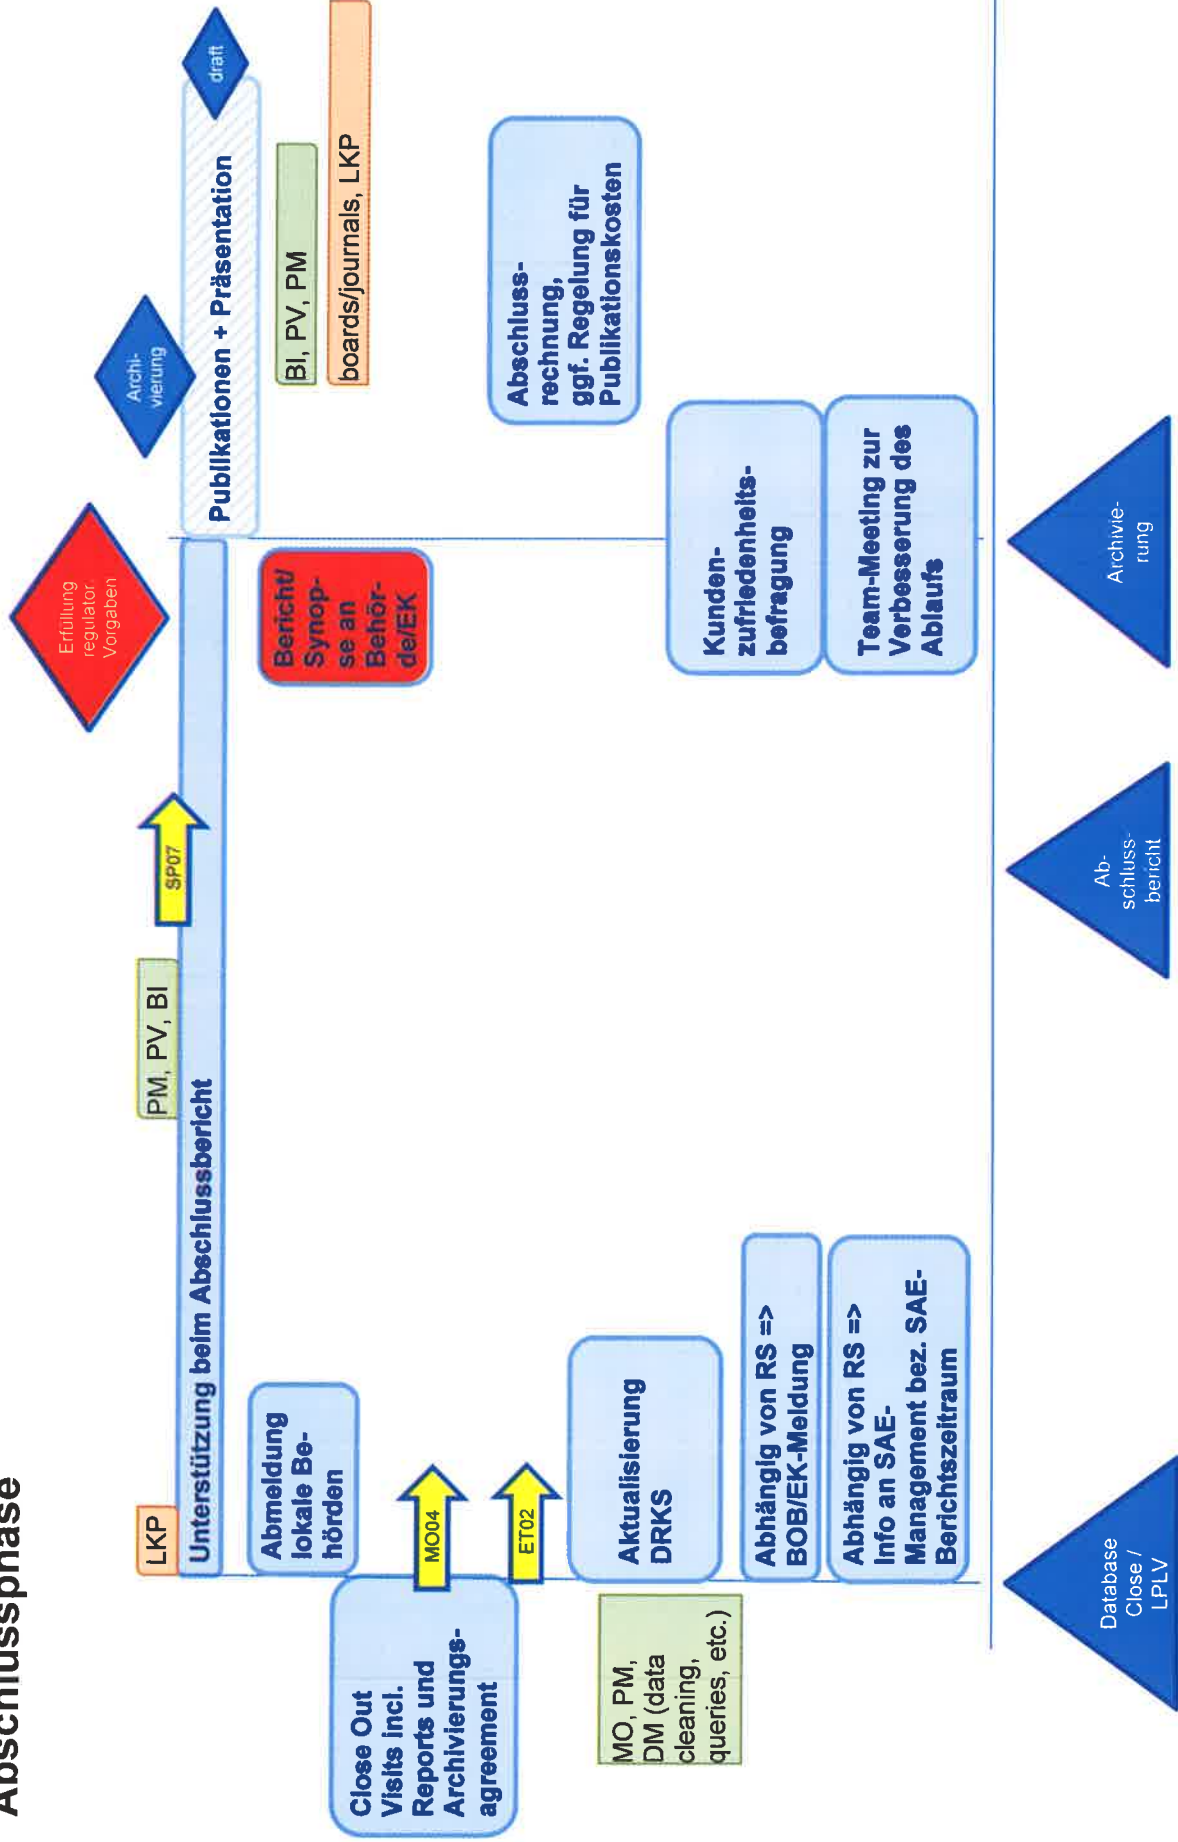 Abschlussphase
Erfüllung
regulator.
Vorgaben
Archi-
vierung
draft
LKP
PM, PV, BI
SP07
Unterstützung beim Abschlussbericht
Publikationen + Präsentation
Abmeldung
lokale Be-
hörden
Bericht/
Synop-
se an
Behör-
de/EK
BI, PV, PM
boards/journals, LKP
Close Out
Visits incl.
Reports und
Archivierungs-
agreement
MO04
ET02
Abschluss-
rechnung,
ggf. Regelung für
Publikationskosten
MO, PM,
DM (data
cleaning,
queries, etc.)
Aktualisierung
DRKS
Kunden-
zufriedenheits-
befragung
Abhängig von RS =>
BOB/EK-Meldung
Abhängig von RS =>
Info an SAE-
Management bez. SAE-
Berichtszeitraum
Team-Meeting zur
Verbesserung des
Ablaufs
Database
Close /
LPLV
Ab-
schluss-
bericht
Archivie-
rung